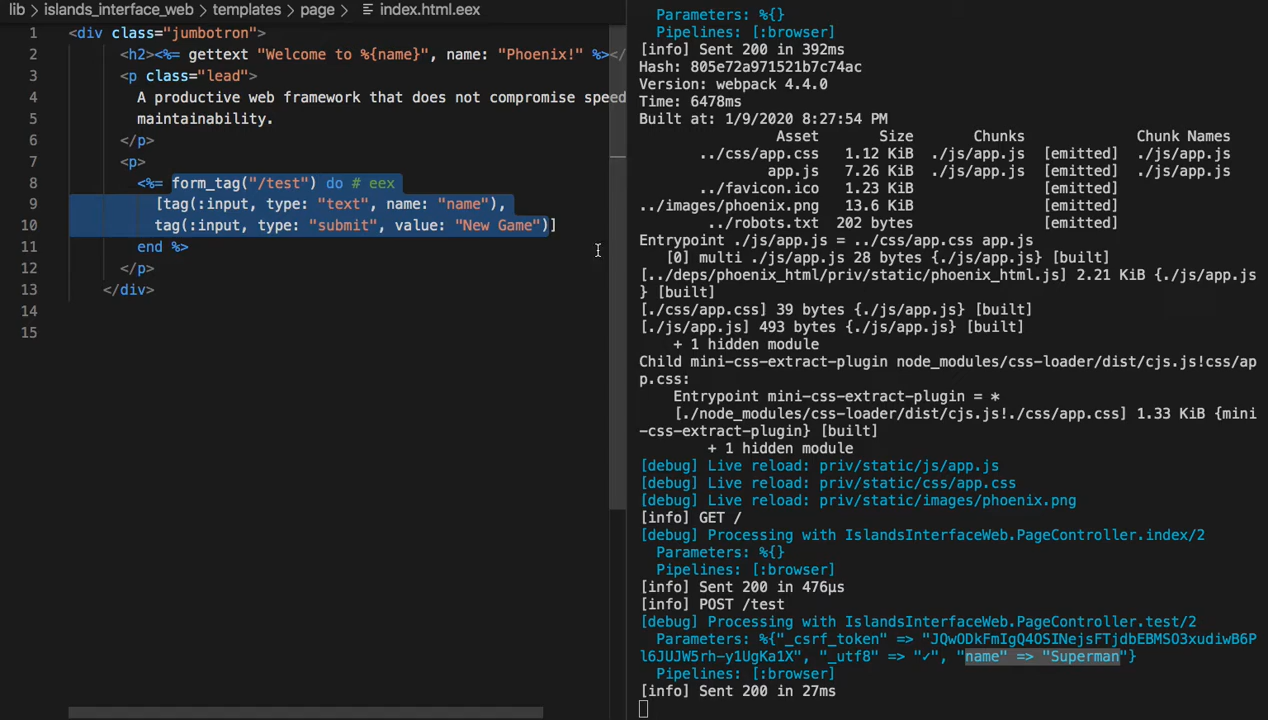 lib > islands_interface_web > templates > page > index.html.eex
1 <div class="jumbotron">
2 <h2><%= gettext "Welcome to %{name}", name: "Phoenix!" %></
3 <p class="lead">
4 A productive web framework that does not compromise speed
5 maintainability.
6 </p>
7 <p>
8 <%= form_tag("/test") do # eex
9 [tag(:input, type: "text", name: "name"),
10 tag(:input, type: "submit", value: "New Game")]
11 end %>
12 </p>
13 </div>
14
15
Parameters: %{}
Pipelines: [:browser]
[info] Sent 200 in 392ms
Hash: 805e72a971521b7c74ac
Version: webpack 4.4.0
Time: 6478ms
Built at: 1/9/2020 8:27:54 PM
Asset Size Chunks Chunk Names
../css/app.css 1.12 KiB ./js/app.js [emitted] ./js/app.js
app.js 7.26 KiB ./js/app.js [emitted] ./js/app.js
../favicon.ico 1.23 KiB [emitted]
../images/phoenix.png 13.6 KiB [emitted]
../robots.txt 202 bytes [emitted]
Entrypoint ./js/app.js = ../css/app.css app.js
[0] multi ./js/app.js 28 bytes {./js/app.js} [built]
[../deps/phoenix_html/priv/static/phoenix_html.js] 2.21 KiB {./js/app.js
} [built]
[./css/app.css] 39 bytes {./js/app.js} [built]
[./js/app.js] 493 bytes {./js/app.js} [built]
+ 1 hidden module
Child mini-css-extract-plugin node_modules/css-loader/dist/cjs.js!css/ap
p.css:
Entrypoint mini-css-extract-plugin = *
[./node_modules/css-loader/dist/cjs.js!./css/app.css] 1.33 KiB {mini
-css-extract-plugin} [built]
+ 1 hidden module
[debug] Live reload: priv/static/js/app.js
[debug] Live reload: priv/static/css/app.css
[debug] Live reload: priv/static/images/phoenix.png
[info] GET /
[debug] Processing with IslandsInterfaceWeb.PageController.index/2
Parameters: %{}
Pipelines: [:browser]
[info] Sent 200 in 476µs
[info] POST /test
[debug] Processing with IslandsInterfaceWeb.PageController.test/2
Parameters: %{"_csrf_token" => "JQwODkFmIgQ4OSINejsFTjdbEBMSO3xudiwB6P
l6JUJW5rh-y1UgKa1X", "_utf8" => "✓", "name" => "Superman"}
Pipelines: [:browser]
[info] Sent 200 in 27ms